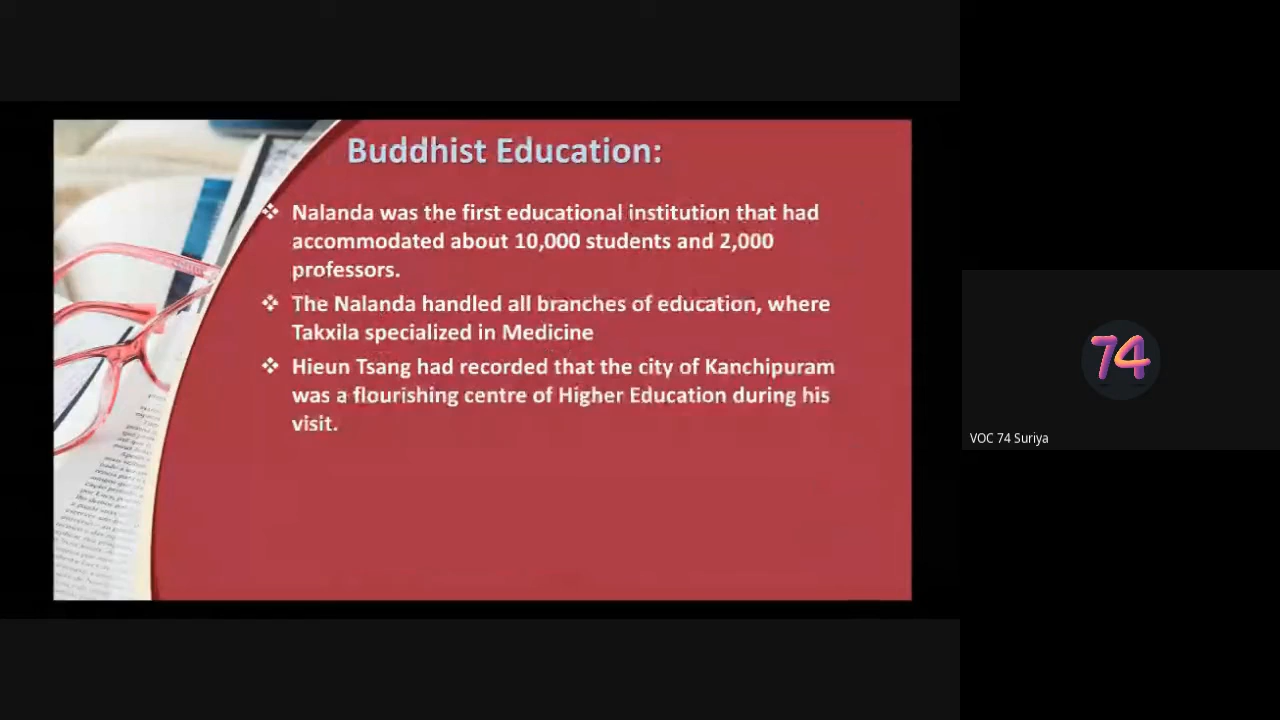 Buddhist Education:
❖ Nalanda was the first educational institution that had
accommodated about 10,000 students and 2,000
professors.
❖ The Nalanda handled all branches of education, where
Takxila specialized in Medicine
❖ Hieun Tsang had recorded that the city of Kanchipuram
was a flourishing centre of Higher Education during his
visit.
74
VOC 74 Suriya